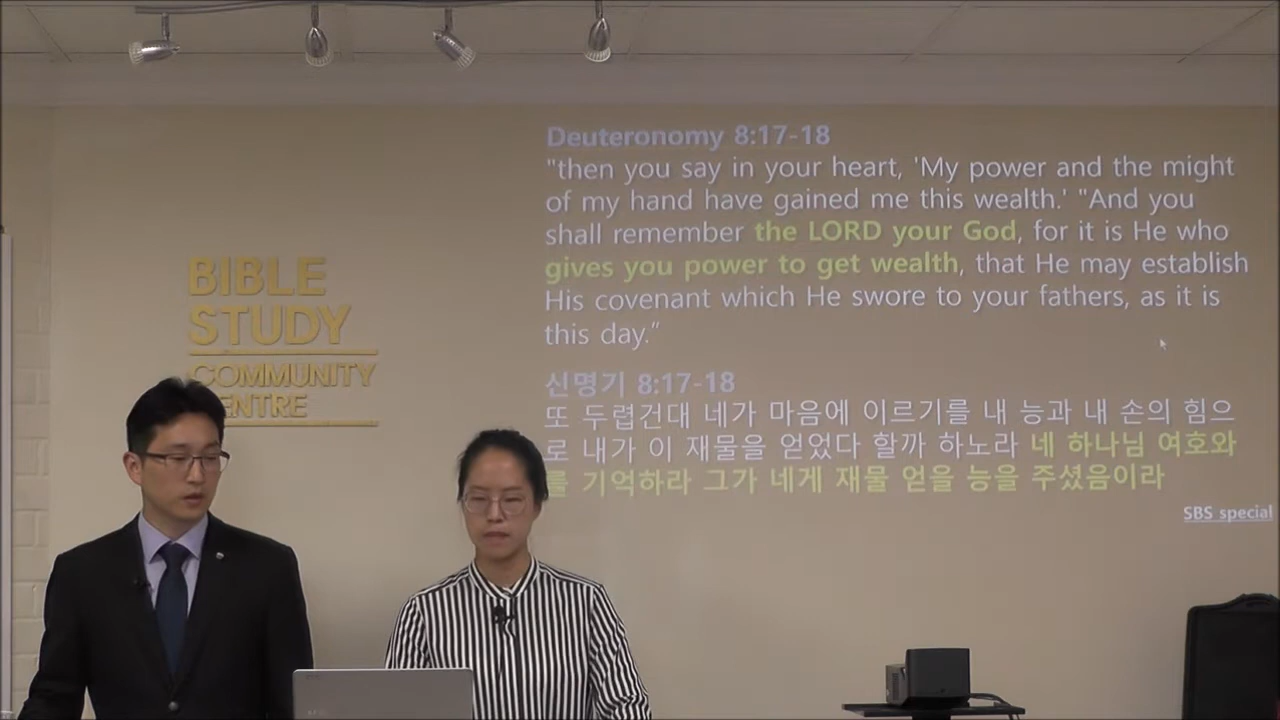 BIBLE
STUDY
COMMUNITY
CENTRE
Deuteronomy 8:17-18
"then you say in your heart, 'My power and the might
of my hand have gained me this wealth.' "And you
shall remember the LORD your God, for it is He who
gives you power to get wealth, that He may establish
His covenant which He swore to your fathers, as it is
this day.”
신명기 8:17-18
또 두렵건대 네가 마음에 이르기를 내 능과 내 손의 힘으
로 내가 이 재물을 얻었다 할까 하노라 네 하나님 여호와
를 기억하라 그가 네게 재물 얻을 능을 주셨음이라
SBS special